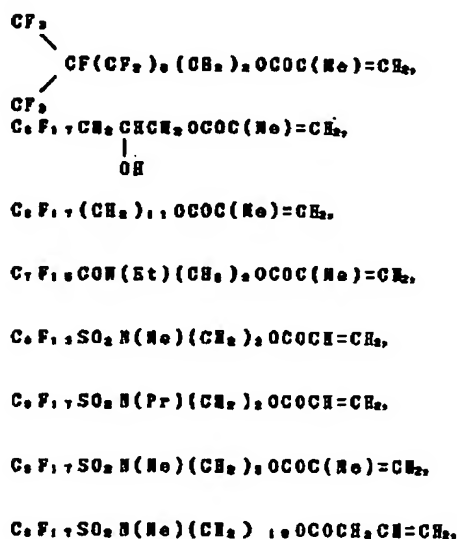 CF₃
CF(CF₂)₆(CH₂)₂OCOC(Me)=CH₂,
CF₃
C₈F₁₇CH₂CHCH₂OCOC(Me)=CH₂,
OH
C₈F₁₇(CH₂)₁₁OCOC(Me)=CH₂,
C₇F₁₅CON(Et)(CH₂)₂OCOC(Me)=CH₂,
C₆F₁₃SO₂N(Me)(CH₂)₂OCOCH=CH₂,
C₈F₁₇SO₂N(Pr)(CH₂)₂OCOCH=CH₂,
C₈F₁₇SO₂N(Me)(CH₂)₃OCOC(Me)=CH₂,
C₈F₁₇SO₂N(Me)(CH₂)₁₀OCOCH₂CH=CH₂,